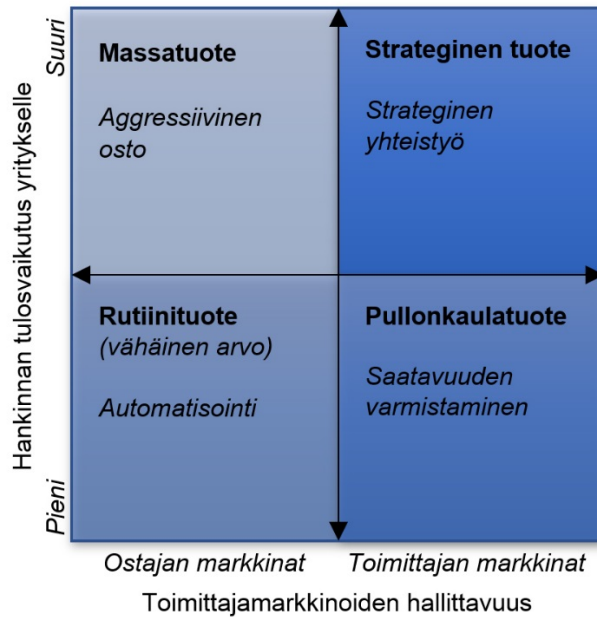 Hankinnan tulosvaikutus yritykselle
Suuri
Pieni
Massatuote
Aggressiivinen
osto
Strateginen tuote
Strateginen
yhteistyö
Rutiinituote
(vähäinen arvo)
Automatisointi
Pullonkaulatuote
Saatavuuden
varmistaminen
Ostajan markkinat
Toimittajan markkinat
Toimittajamarkkinoiden hallittavuus